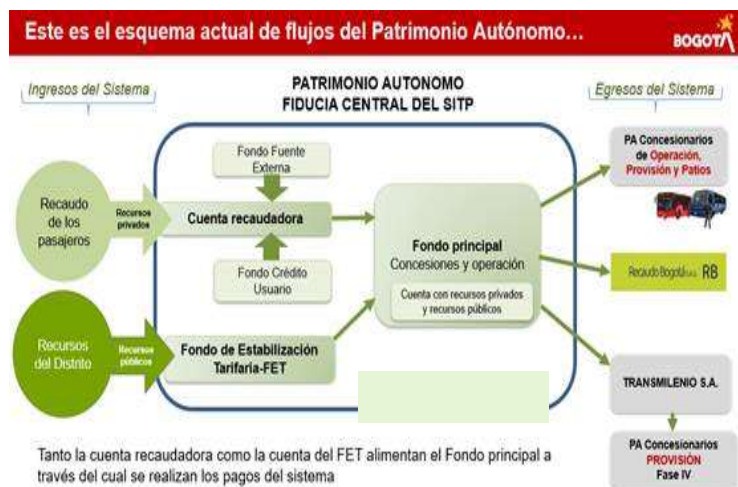 Este es el esquema actual de flujos del Patrimonio Autónomo…
BOGOTÁ
Ingresos del Sistema
PATRIMONIO AUTONOMO
FIDUCIA CENTRAL DEL SITP
Egresos del Sistema
Recaudo
de los
pasajeros
Recursos
privados
Fondo Fuente
Externa
Cuenta recaudadora
Fondo Crédito
Usuario
Recursos
del Distrito
Recursos
públicos
Fondo de Estabilización
Tarifaria-FET
Fondo principal
Concesiones y operación
Cuenta con recursos privados
y recursos públicos
PA Concesionarios
de Operación,
Provisión y Patios
Recaudo Bogotá S.A.S. RB
TRANSMILENIO S.A.
PA Concesionarios
PROVISIÓN
Fase IV
Tanto la cuenta recaudadora como la cuenta del FET alimentan el Fondo principal a
través del cual se realizan los pagos del sistema